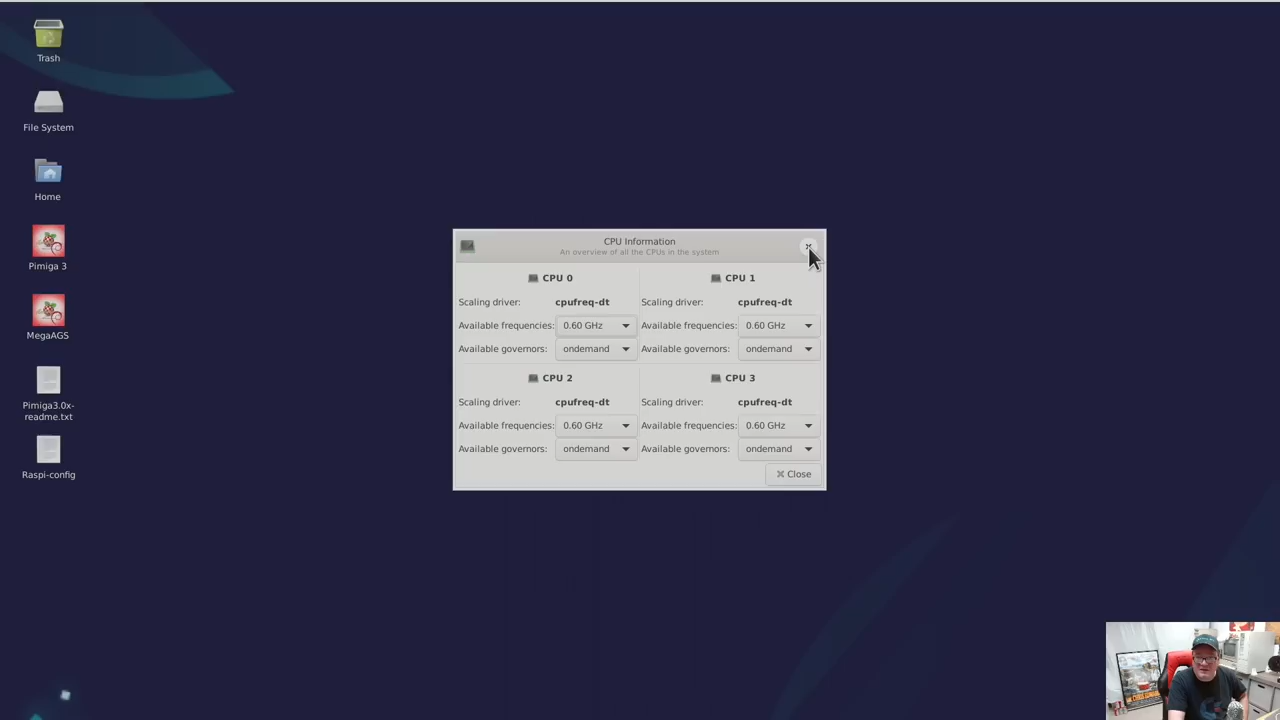 Trash
File System
Home
Pimiga 3
MegaAGS
Pimiga3.0x-
readme.txt
Raspi-config
CPU Information
An overview of all the CPUs in the system
CPU 0
Scaling driver: cpufreq-dt
Available frequencies: 0.60 GHz
Available governors: ondemand
CPU 1
Scaling driver: cpufreq-dt
Available frequencies: 0.60 GHz
Available governors: ondemand
CPU 2
Scaling driver: cpufreq-dt
Available frequencies: 0.60 GHz
Available governors: ondemand
CPU 3
Scaling driver: cpufreq-dt
Available frequencies: 0.60 GHz
Available governors: ondemand
Close